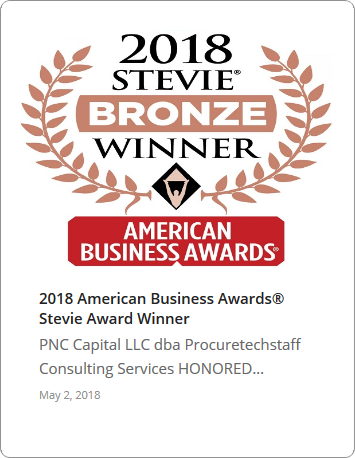 2018
STEVIE®
BRONZE
WINNER
AMERICAN
BUSINESS AWARDS®
2018 American Business Awards®
Stevie Award Winner
PNC Capital LLC dba Procuretechstaff
Consulting Services HONORED...
May 2, 2018